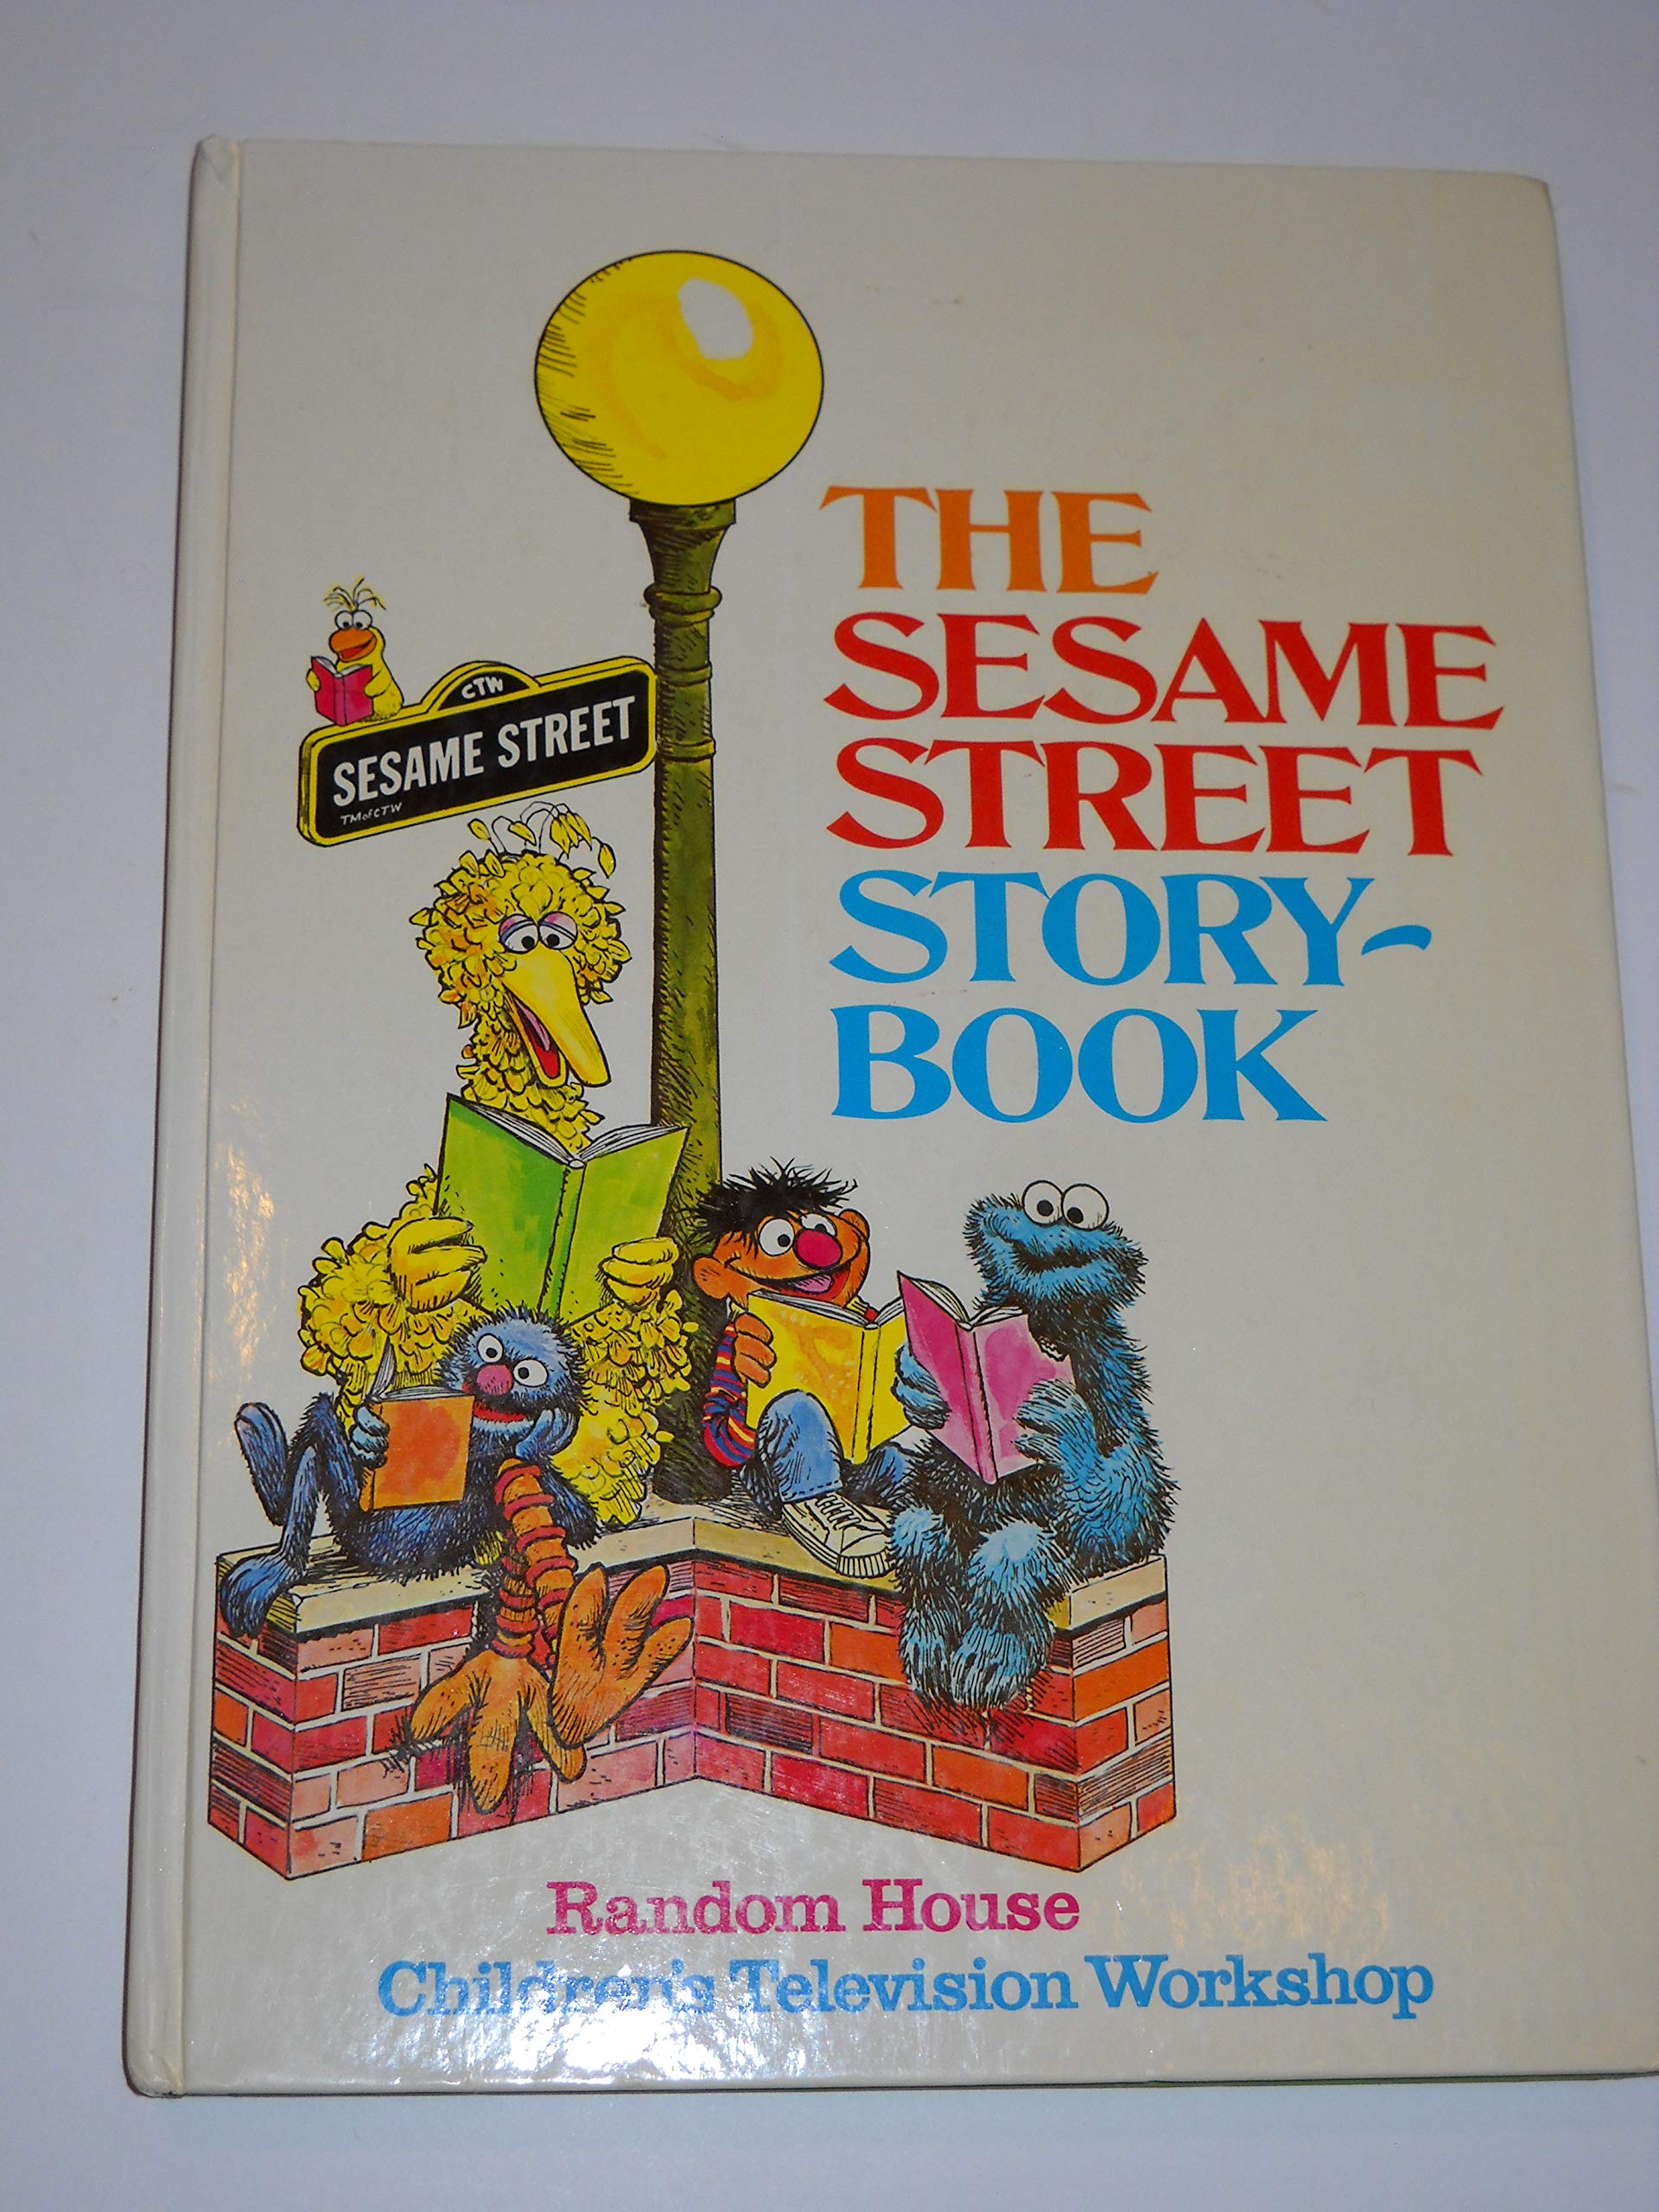 THE
SESAME
STREET
STORY-
BOOK
CTW
SESAME STREET
TM of CTW
Random House
Children's Television Workshop